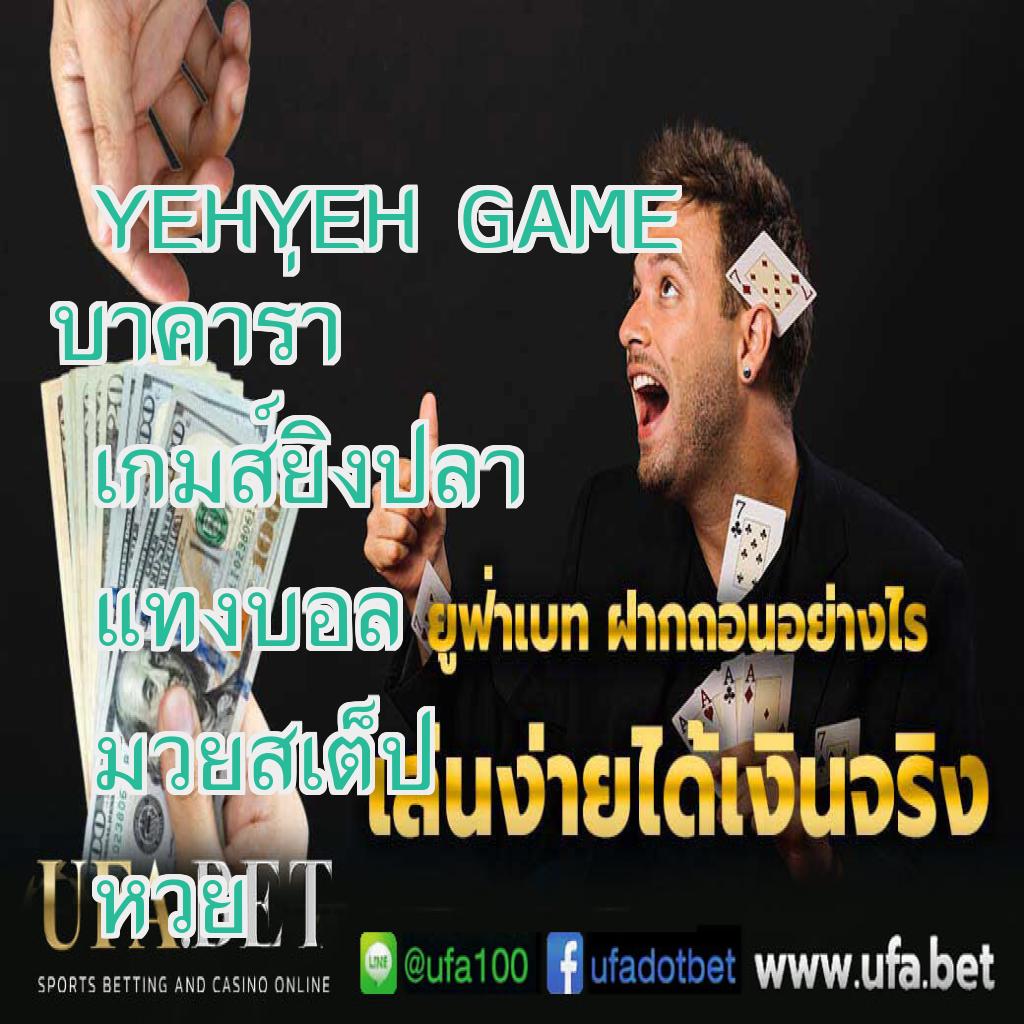 YEHYEH GAME
บาคารา
เกมส์ยิงปลา
แทงบอล
ยูฟ่าเบท ฝากถอนอย่างไร
มวยสเต็ป
เล่นง่ายได้เงินจริง
หวย
UFA.BET
SPORTS BETTING AND CASINO ONLINE
LINE @ufa100 f ufadotbet www.ufa.bet